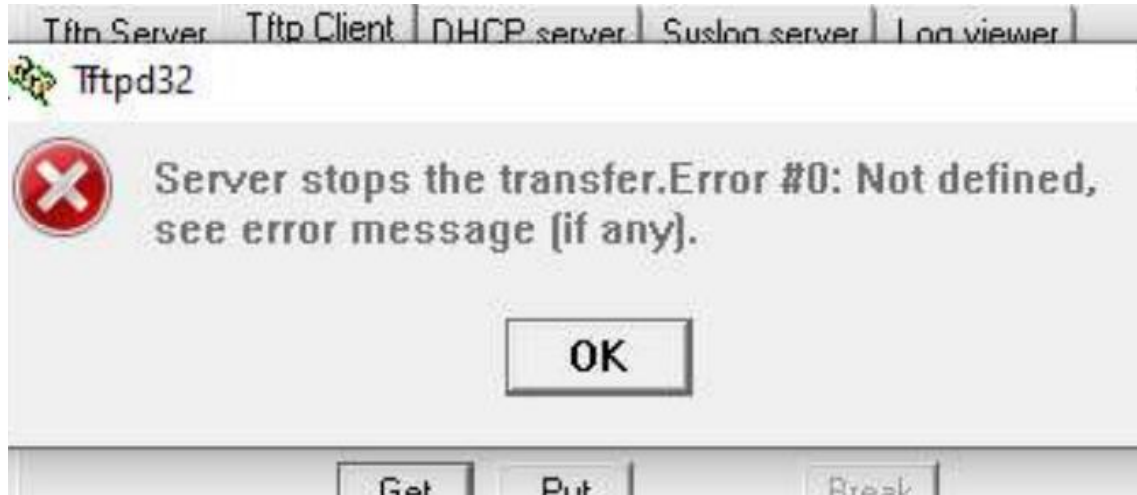 Tftp Server Tftp Client DHCP server Syslog server Log viewer
Tftpd32
Server stops the transfer.Error #0: Not defined,
see error message (if any).
OK
Get Put Break